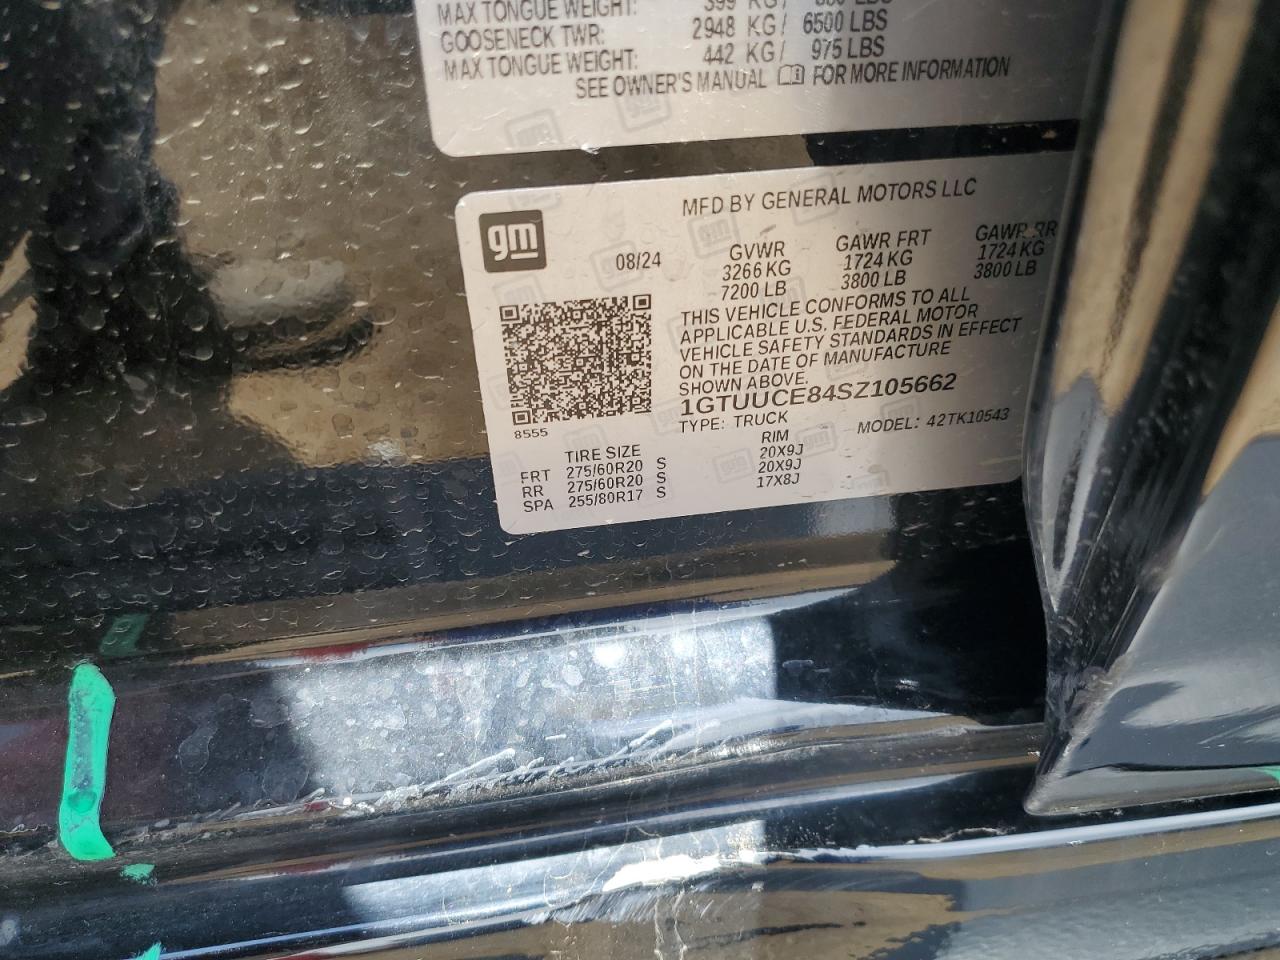 MAX TONGUE WEIGHT: 399 KG/ 880 LBS
GOOSENECK TWR: 2948 KG/ 6500 LBS
MAX TONGUE WEIGHT: 442 KG/ 975 LBS
SEE OWNER'S MANUAL FOR MORE INFORMATION
gm
MFD BY GENERAL MOTORS LLC
08/24
GVWR GAWR FRT GAWR RR
3266 KG 1724 KG 1724 KG
7200 LB 3800 LB 3800 LB
THIS VEHICLE CONFORMS TO ALL
APPLICABLE U.S. FEDERAL MOTOR
VEHICLE SAFETY STANDARDS IN EFFECT
ON THE DATE OF MANUFACTURE
SHOWN ABOVE.
1GTUUCE84SZ105662
TYPE: TRUCK MODEL: 42TK10543
8555
TIRE SIZE RIM
FRT 275/60R20 S 20X9J
RR 275/60R20 S 20X9J
SPA 255/80R17 S 17X8J